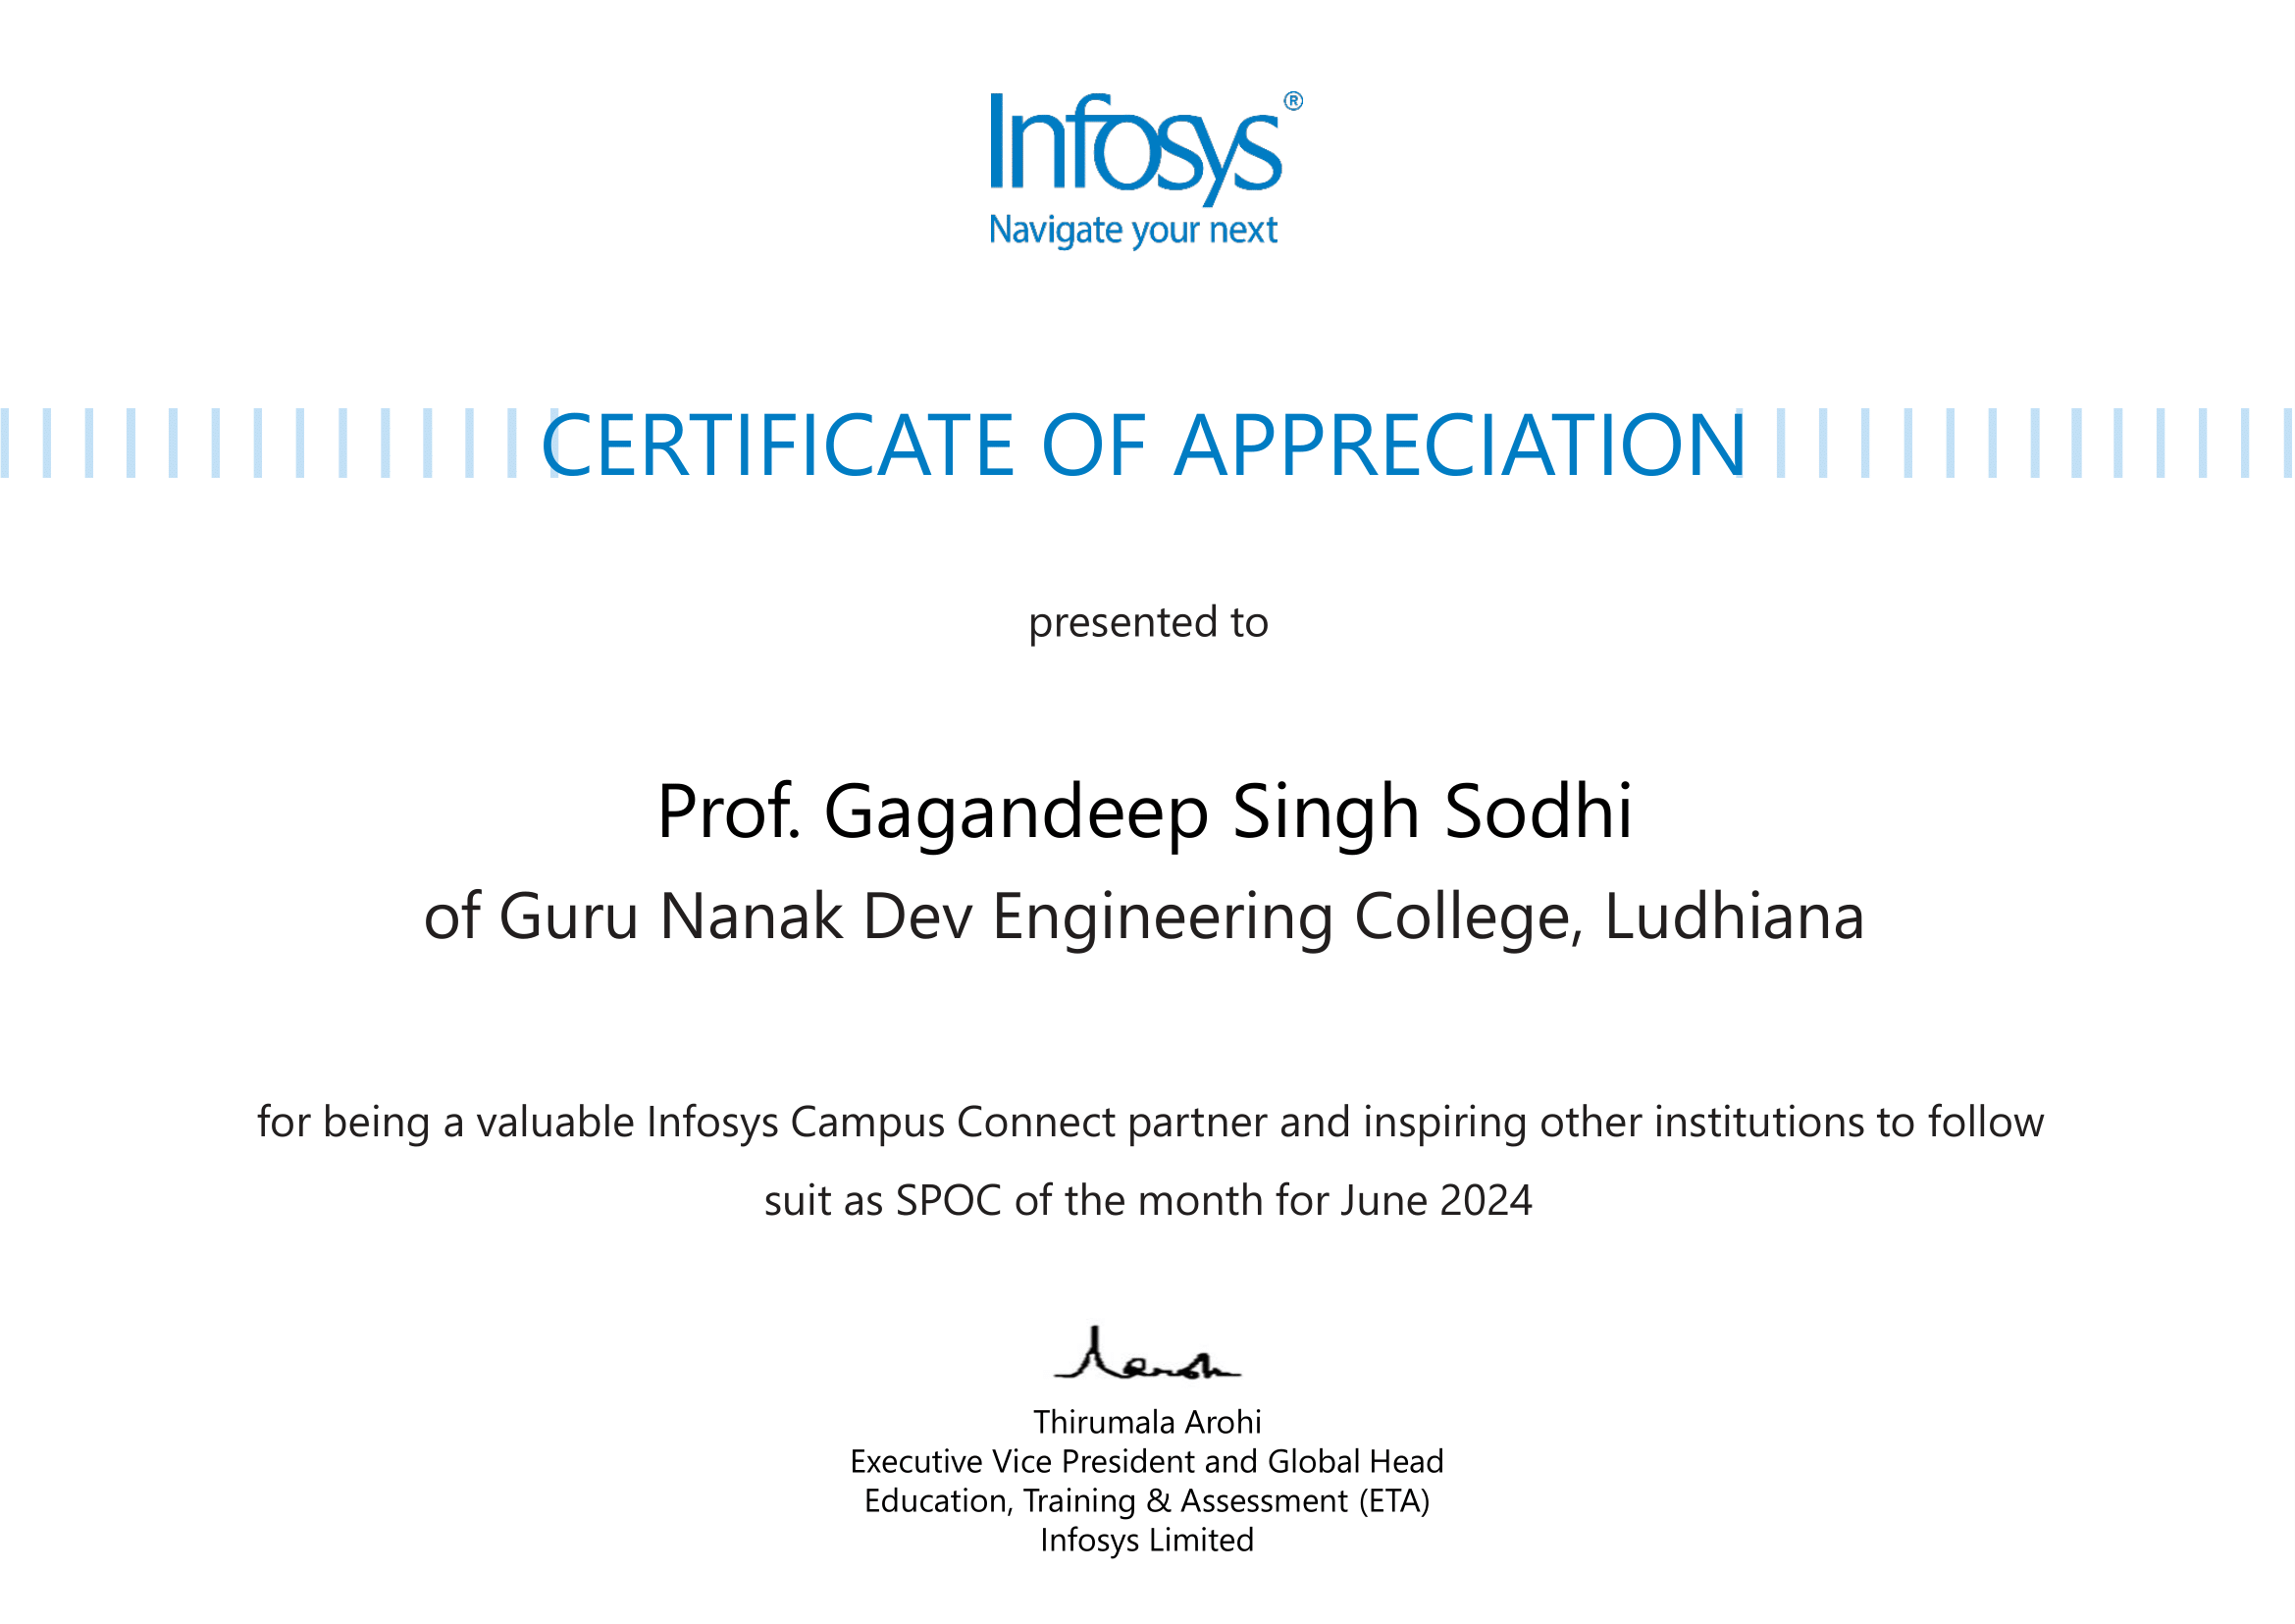 Infosys®
Navigate your next
CERTIFICATE OF APPRECIATION
presented to
Prof. Gagandeep Singh Sodhi
of Guru Nanak Dev Engineering College, Ludhiana
for being a valuable Infosys Campus Connect partner and inspiring other institutions to follow
suit as SPOC of the month for June 2024
Thirumala Arohi
Executive Vice President and Global Head
Education, Training & Assessment (ETA)
Infosys Limited